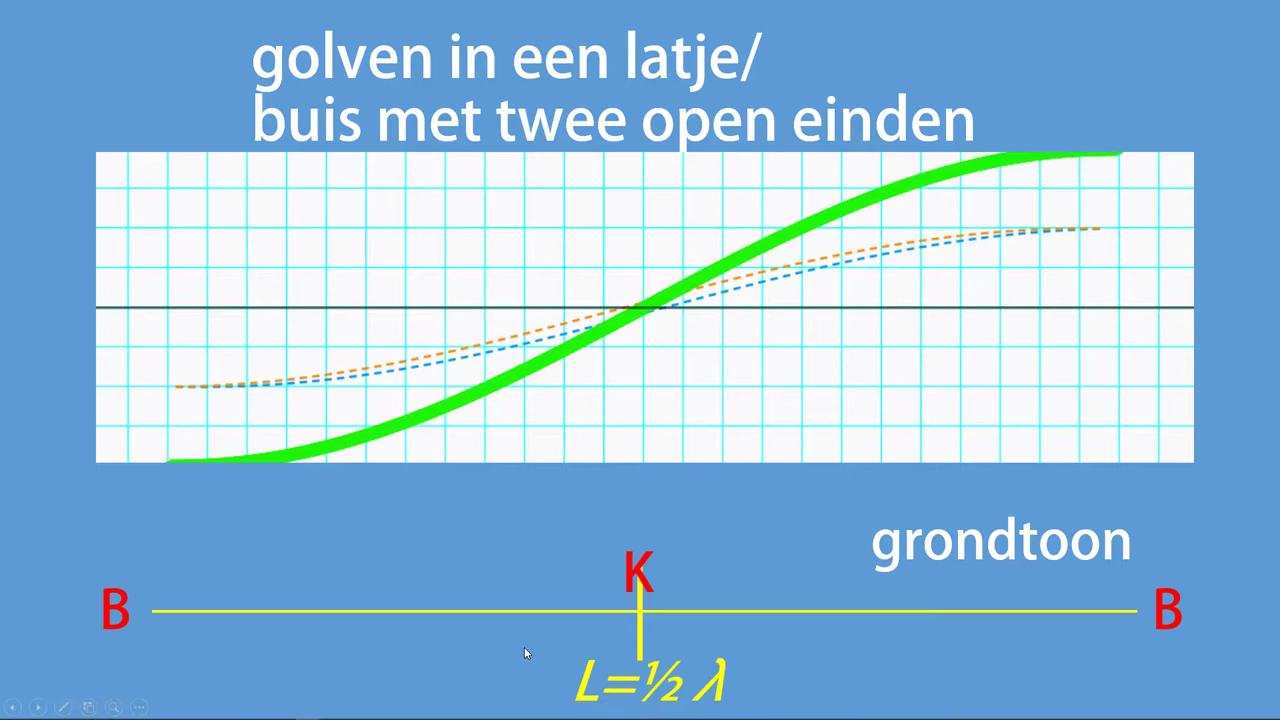 golven in een latje/
buis met twee open einden
grondtoon
K
B B
L=½ λ